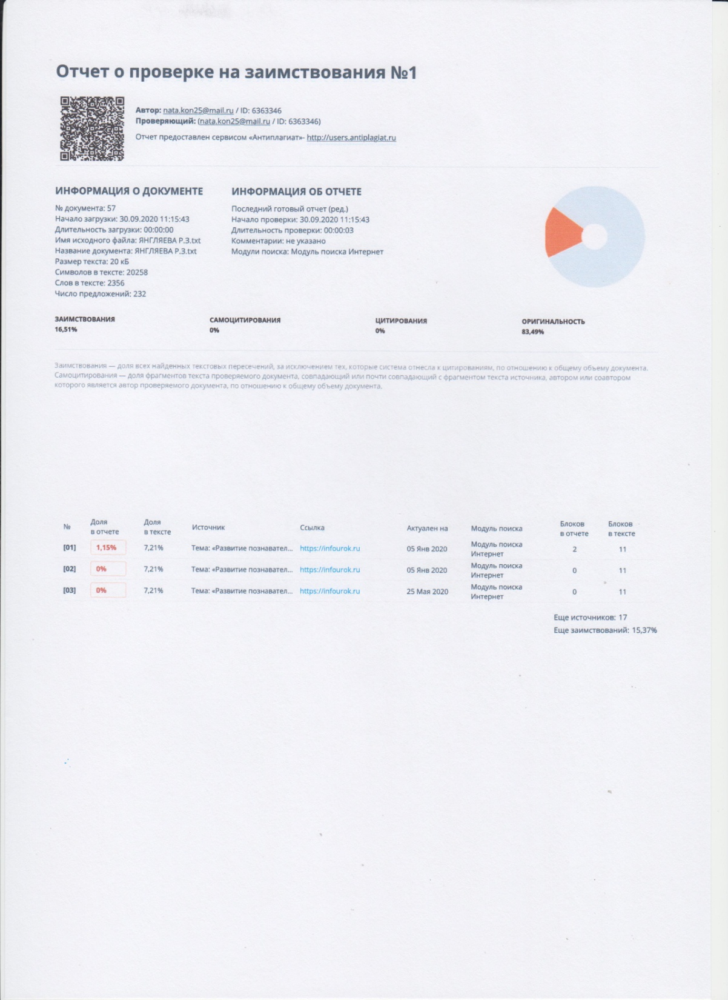 Отчет о проверке на заимствования №1
Автор: nata.kon25@mail.ru / ID: 6363346
Проверяющий: (nata.kon25@mail.ru / ID: 6363346)
Отчет предоставлен сервисом «Антиплагиат»- http://users.antiplagiat.ru
ИНФОРМАЦИЯ О ДОКУМЕНТЕ
№ документа: 57
Начало загрузки: 30.09.2020 11:15:43
Длительность загрузки: 00:00:00
Имя исходного файла: ЯНГЛЯЕВА Р.З.txt
Название документа: ЯНГЛЯЕВА Р.З.txt
Размер текста: 20 кБ
Символов в тексте: 20258
Слов в тексте: 2356
Число предложений: 232
ИНФОРМАЦИЯ ОБ ОТЧЕТЕ
Последний готовый отчет (ред.)
Начало проверки: 30.09.2020 11:15:43
Длительность проверки: 00:00:03
Комментарии: не указано
Модули поиска: Модуль поиска Интернет
ЗАИМСТВОВАНИЯ
16,51%
САМОЦИТИРОВАНИЯ
0%
ЦИТИРОВАНИЯ
0%
ОРИГИНАЛЬНОСТЬ
83,49%
Заимствования — доля всех найденных текстовых пересечений, за исключением тех, которые система отнесла к цитированиям, по отношению к общему объему документа.
Самоцитирования — доля фрагментов текста проверяемого документа, совпадающий или почти совпадающий с фрагментом текста источника, автором или соавтором
которого является автор проверяемого документа, по отношению к общему объему документа.
№ Доля в отчете Доля в тексте Источник Ссылка Актуален на Модуль поиска Блоков в отчете Блоков в тексте
[01] 1,15% 7,21% Тема: «Развитие познавател... https://infourok.ru 05 Янв 2020 Модуль поиска Интернет 2 11
[02] 0% 7,21% Тема: «Развитие познавател... https://infourok.ru 05 Янв 2020 Модуль поиска Интернет 0 11
[03] 0% 7,21% Тема: «Развитие познавател... https://infourok.ru 25 Мая 2020 Модуль поиска Интернет 0 11
Еще источников: 17
Еще заимствований: 15,37%